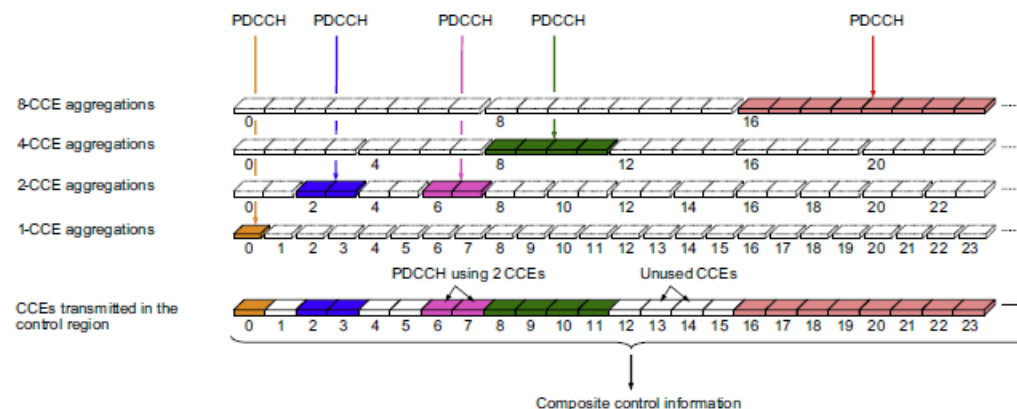 PDCCH PDCCH PDCCH PDCCH PDCCH
8-CCE aggregations
0 8 16
4-CCE aggregations
0 4 8 12 16 20
2-CCE aggregations
0 2 4 6 8 10 12 14 16 18 20 22
1-CCE aggregations
0 1 2 3 4 5 6 7 8 9 10 11 12 13 14 15 16 17 18 19 20 21 22 23
PDCCH using 2 CCEs Unused CCEs
CCEs transmitted in the
control region
0 1 2 3 4 5 6 7 8 9 10 11 12 13 14 15 16 17 18 19 20 21 22 23
Composite control information